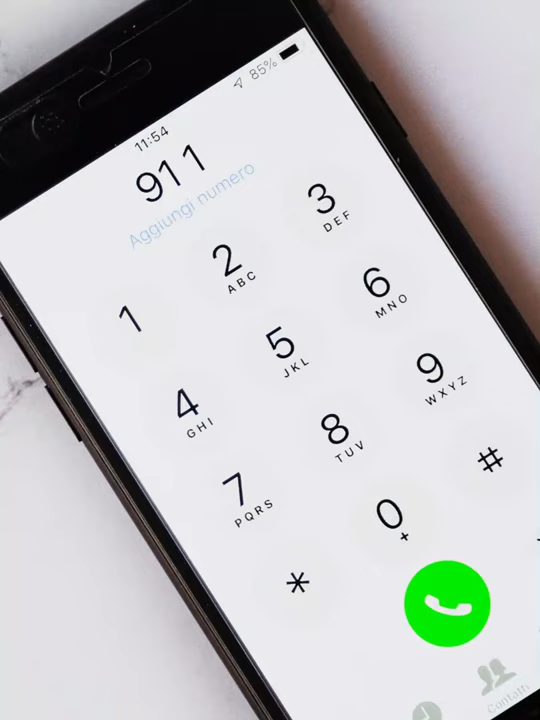 85%
11:54
911
Aggiungi numero
1
2
ABC
3
DEF
4
GHI
5
JKL
6
MNO
7
PQRS
8
TUV
9
WXYZ
*
0
+
#
Contatti